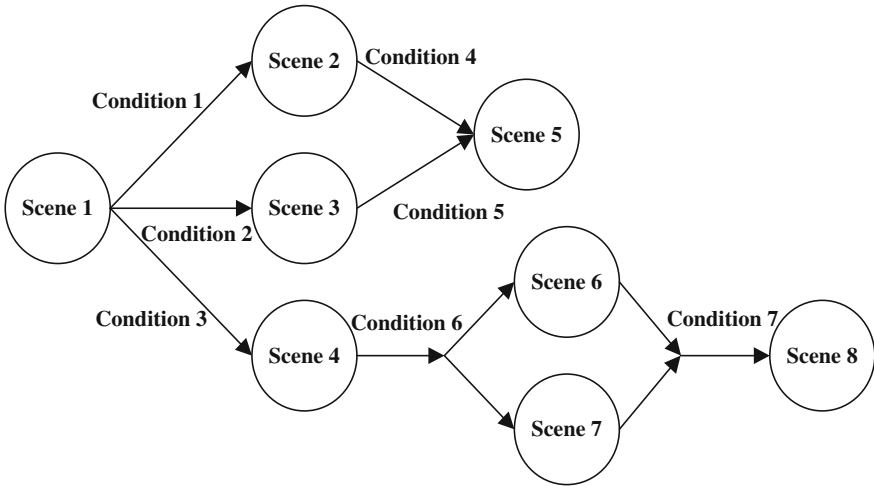 Scene 2
Condition 4
Condition 1
Scene 5
Scene 1
Scene 3
Condition 5
Condition 2
Scene 6
Condition 3
Condition 6
Condition 7
Scene 4
Scene 8
Scene 7